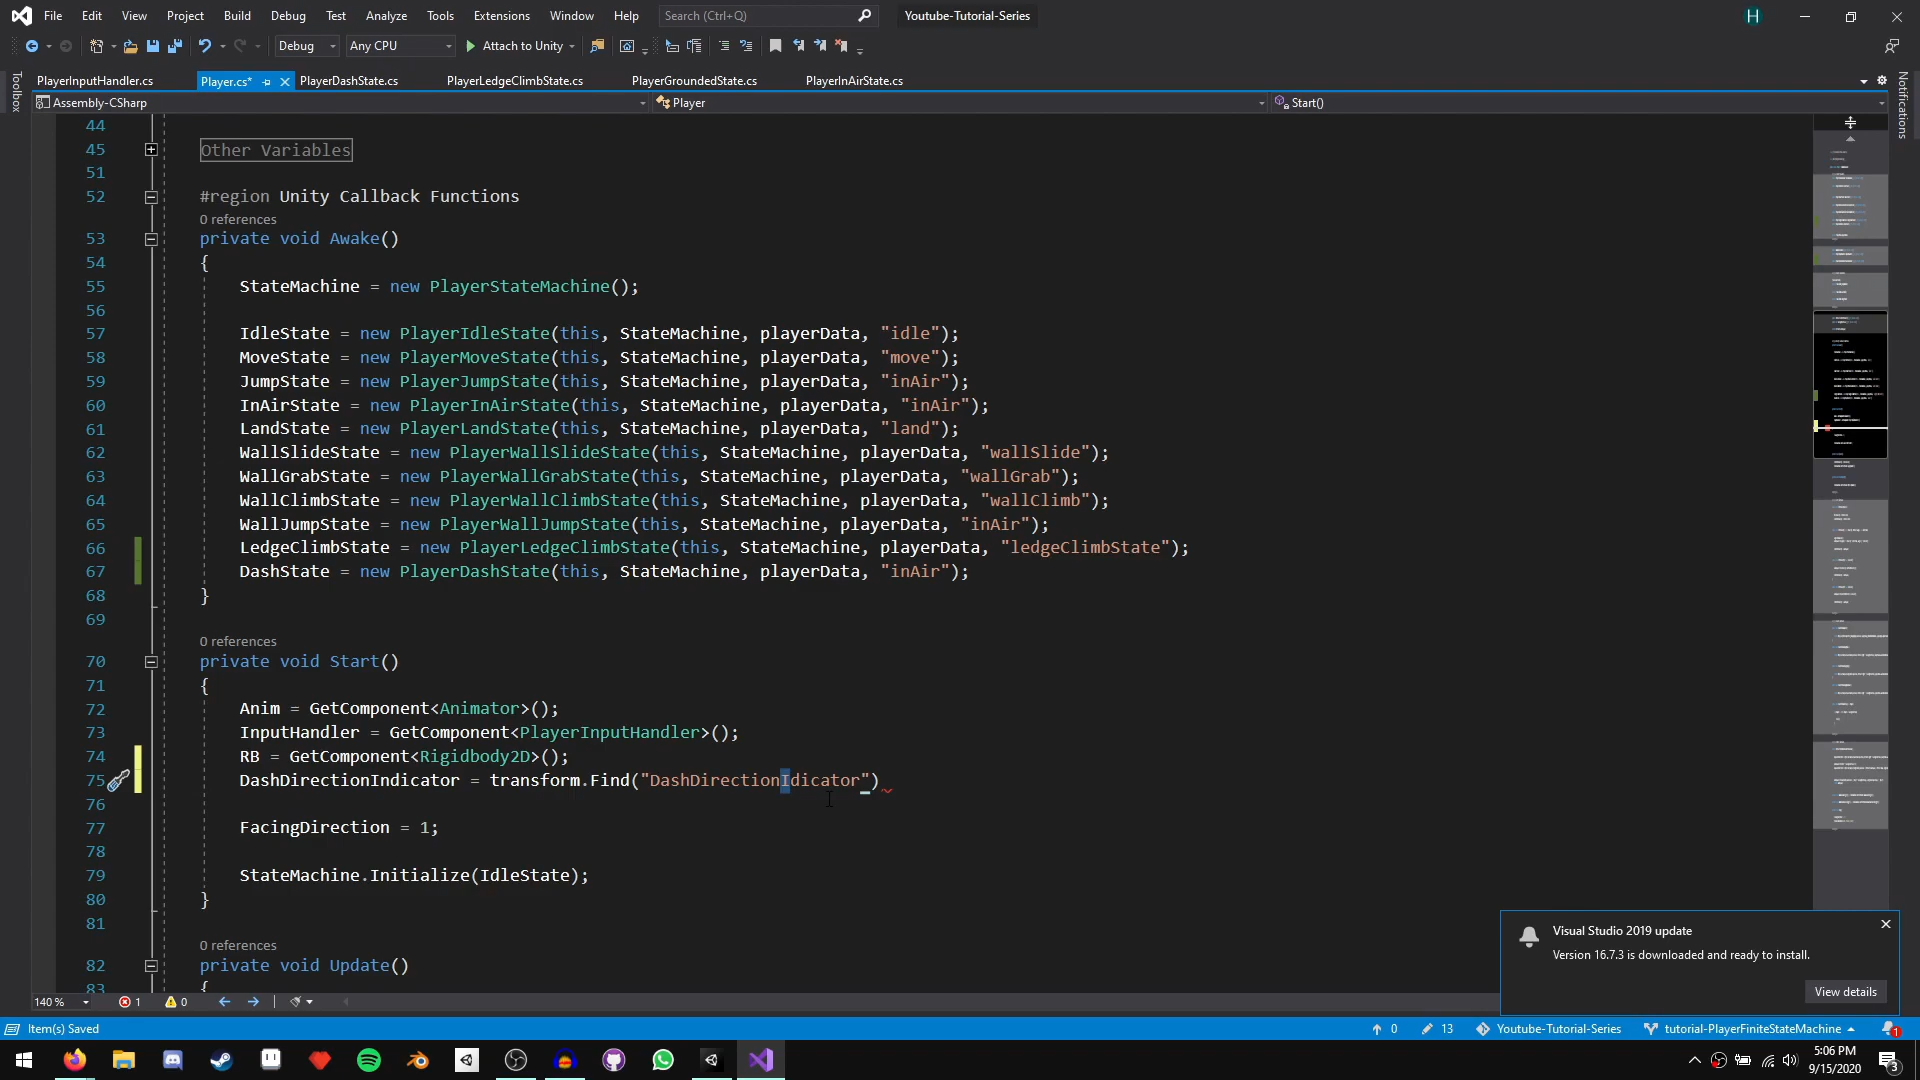 File Edit View Project Build Debug Test Analyze Tools Extensions Window Help Search (Ctrl+Q) Youtube-Tutorial-Series H
Debug Any CPU Attach to Unity
PlayerInputHandler.cs Player.cs* PlayerDashState.cs PlayerLedgeClimbState.cs PlayerGroundedState.cs PlayerInAirState.cs
Toolbox
Notifications
Assembly-CSharp Player Start()
44
45 Other Variables
51
52 #region Unity Callback Functions
0 references
53 private void Awake()
54 {
55 StateMachine = new PlayerStateMachine();
56
57 IdleState = new PlayerIdleState(this, StateMachine, playerData, "idle");
58 MoveState = new PlayerMoveState(this, StateMachine, playerData, "move");
59 JumpState = new PlayerJumpState(this, StateMachine, playerData, "inAir");
60 InAirState = new PlayerInAirState(this, StateMachine, playerData, "inAir");
61 LandState = new PlayerLandState(this, StateMachine, playerData, "land");
62 WallSlideState = new PlayerWallSlideState(this, StateMachine, playerData, "wallSlide");
63 WallGrabState = new PlayerWallGrabState(this, StateMachine, playerData, "wallGrab");
64 WallClimbState = new PlayerWallClimbState(this, StateMachine, playerData, "wallClimb");
65 WallJumpState = new PlayerWallJumpState(this, StateMachine, playerData, "inAir");
66 LedgeClimbState = new PlayerLedgeClimbState(this, StateMachine, playerData, "ledgeClimbState");
67 DashState = new PlayerDashState(this, StateMachine, playerData, "inAir");
68 }
69
0 references
70 private void Start()
71 {
72 Anim = GetComponent<Animator>();
73 InputHandler = GetComponent<PlayerInputHandler>();
74 RB = GetComponent<Rigidbody2D>();
75 DashDirectionIndicator = transform.Find("DashDirectionIdicator")
76
77 FacingDirection = 1;
78
79 StateMachine.Initialize(IdleState);
80 }
81
0 references
82 private void Update()
83 {
Visual Studio 2019 update
Version 16.7.3 is downloaded and ready to install.
View details
140 % 1 0
Item(s) Saved 0 13 Youtube-Tutorial-Series tutorial-PlayerFiniteStateMachine 1
5:06 PM
9/15/2020
3